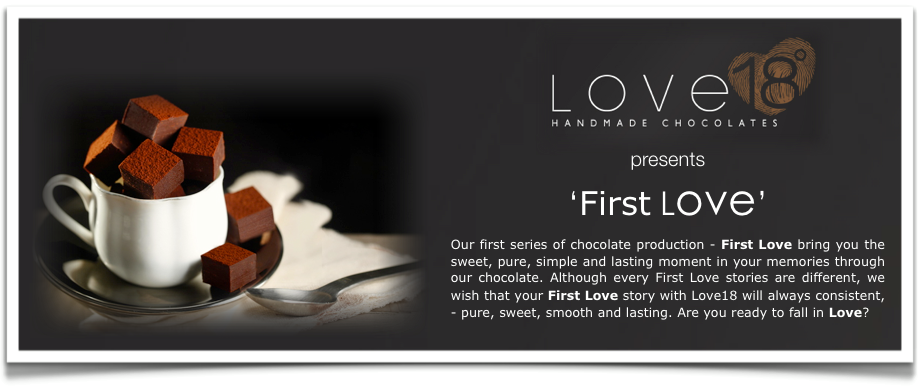 LOVe18°
HANDMADE CHOCOLATES
presents
‘First LOVe’
Our first series of chocolate production - First Love bring you the
sweet, pure, simple and lasting moment in your memories through
our chocolate. Although every First Love stories are different, we
wish that your First Love story with Love18 will always consistent,
- pure, sweet, smooth and lasting. Are you ready to fall in Love?